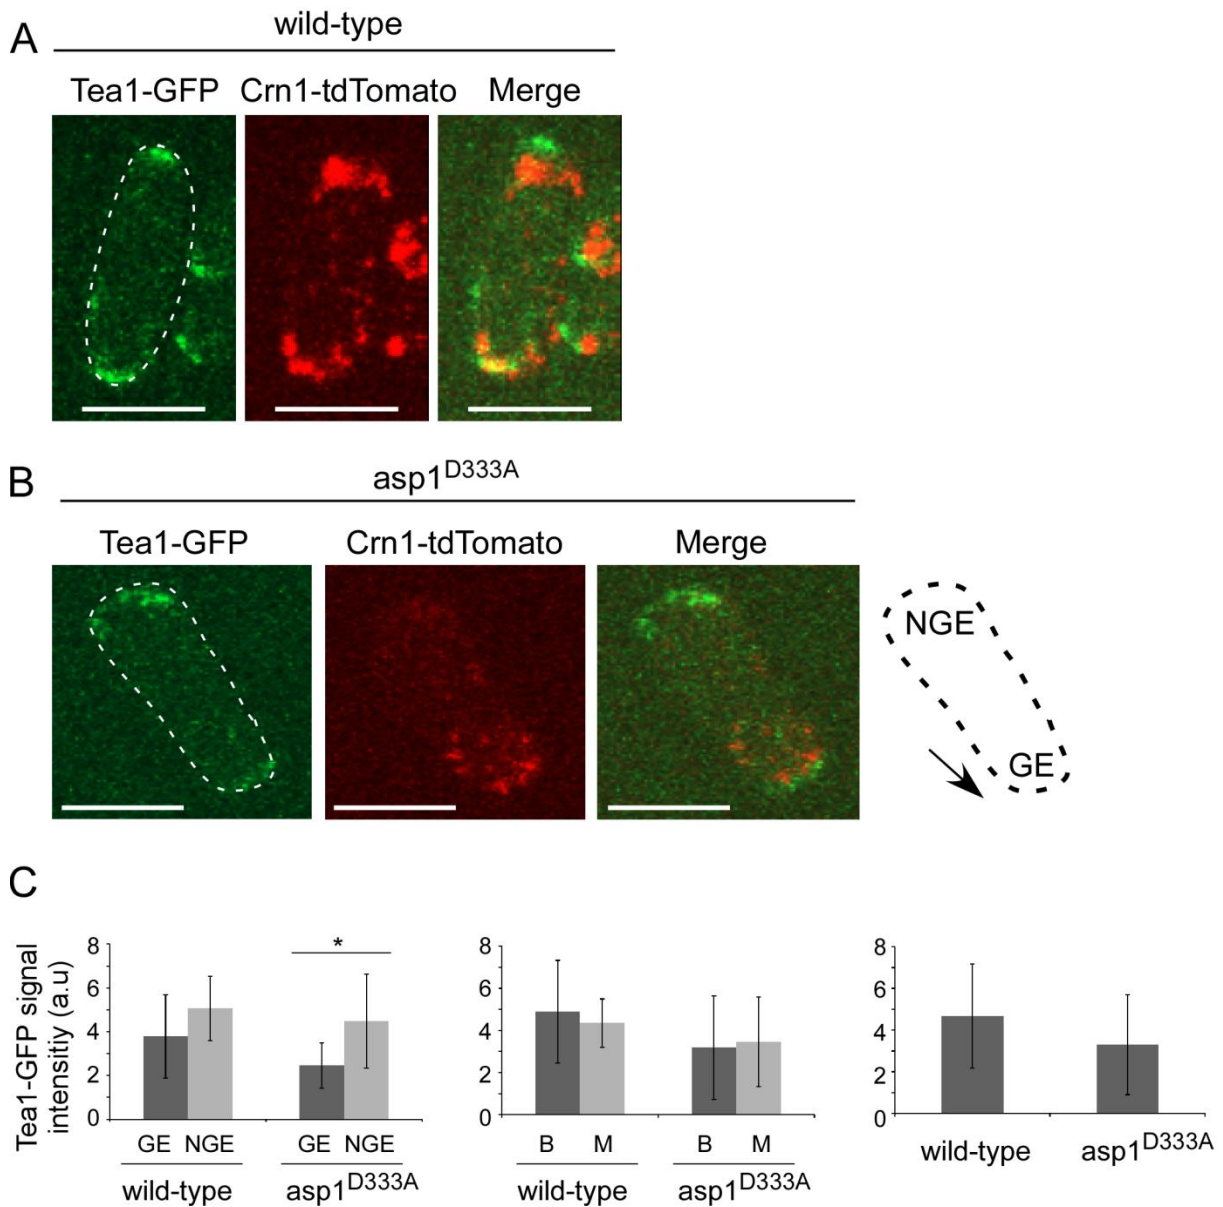 A
wild-type
Tea1-GFP Crn1-tdTomato Merge
B
asp1D333A
Tea1-GFP Crn1-tdTomato Merge
NGE
GE
C
Tea1-GFP signal
intensitiy (a.u)
8
6
4
2
0
*
GE NGE GE NGE
wild-type asp1D333A
8
6
4
2
0
B M B M
wild-type asp1D333A
8
6
4
2
0
wild-type asp1D333A